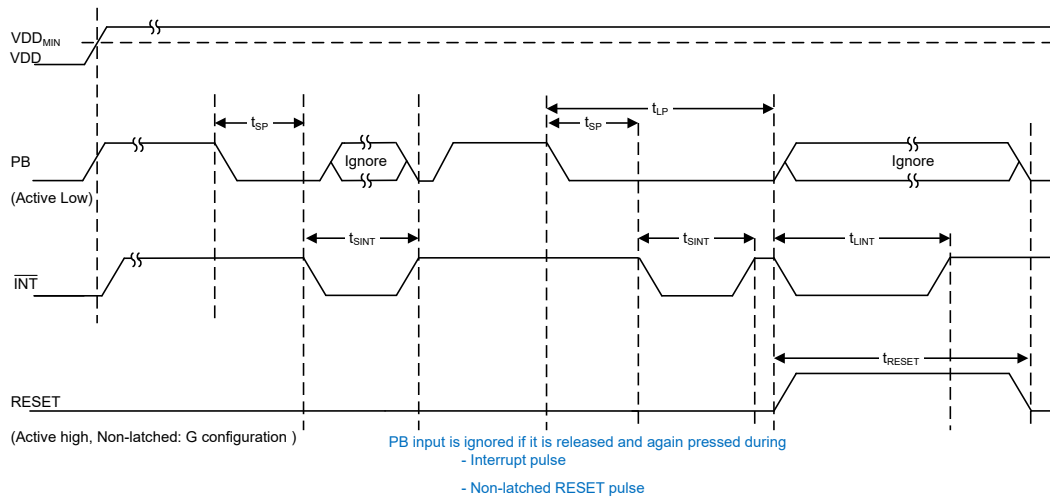 VDDMIN
VDD
tSP
tLP
tSP
PB
Ignore
Ignore
(Active Low)
tSINT
tSINT
tLINT
INT
tRESET
RESET
(Active high, Non-latched: G configuration )
PB input is ignored if it is released and again pressed during
- Interrupt pulse
- Non-latched RESET pulse